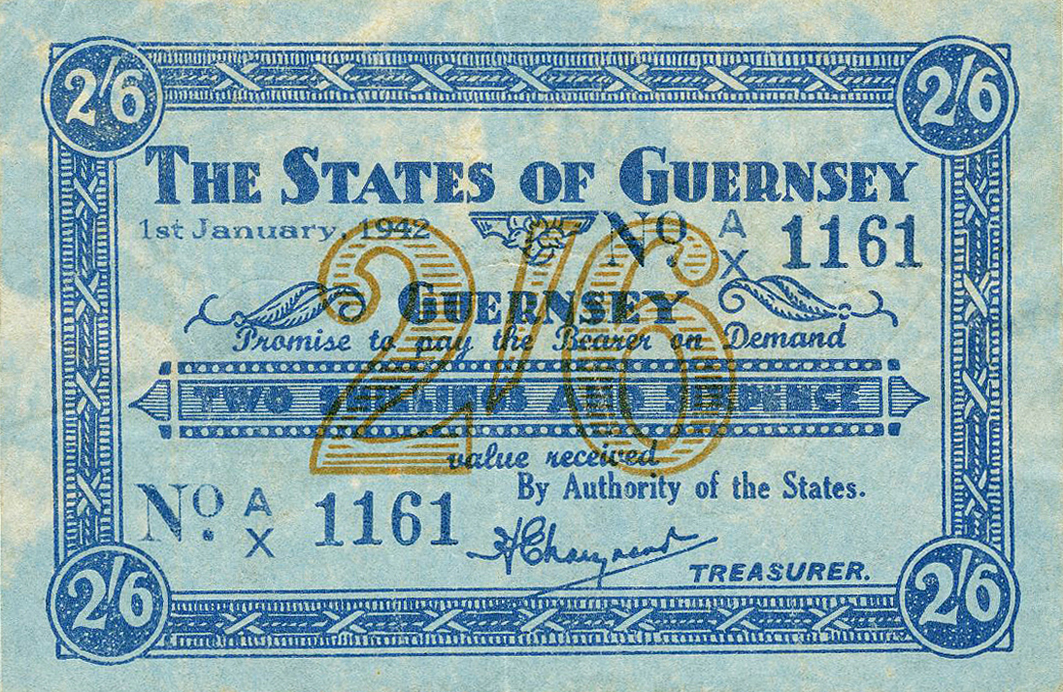 2/6 2/6
THE STATES OF GUERNSEY
1st January, 1942 No. A/X 1161
2/6
GUERNSEY
Promise to pay the Bearer on Demand
TWO SHILLINGS AND SIXPENCE
value received
By Authority of the States.
No. A/X 1161
TREASURER.
2/6 2/6